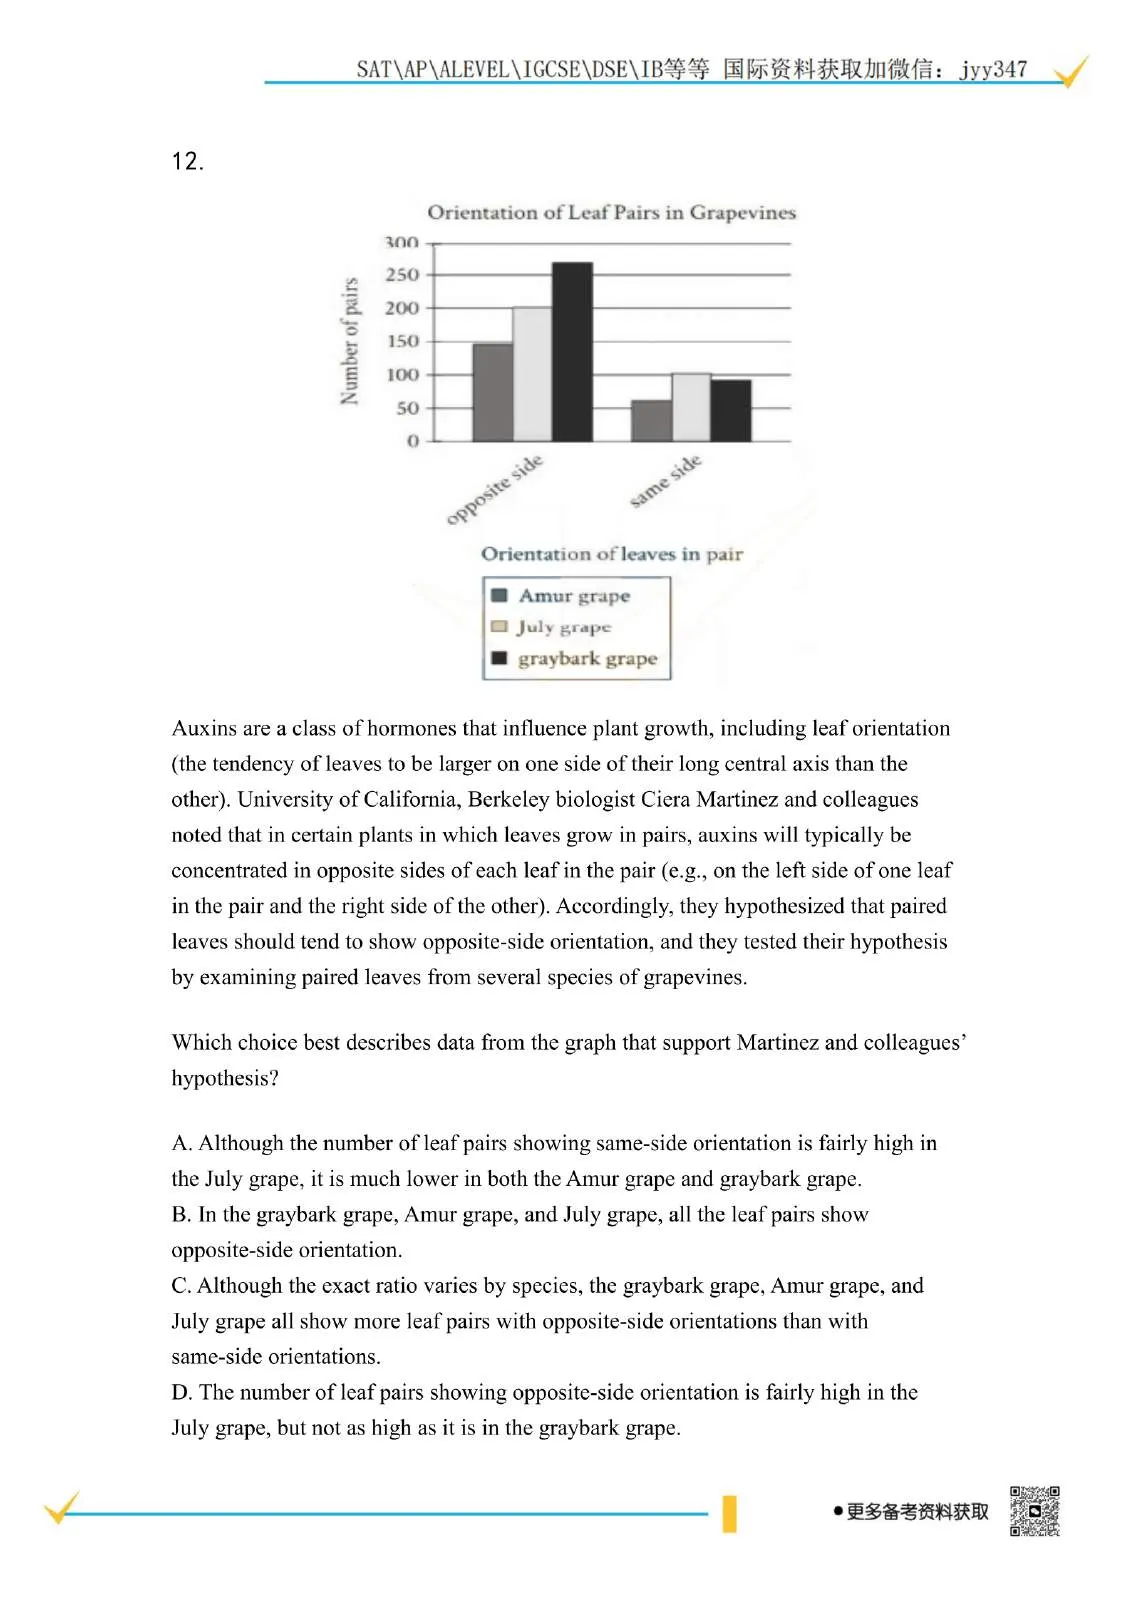 SAT\AP\ALEVEL\IGCSE\DSE\IB等等 国际资料获取加微信：jyy347
12.
Orientation of Leaf Pairs in Grapevines
300
250
200
150
100
50
0
Number of pairs
opposite side
same side
Orientation of leaves in pair
Amur grape
July grape
graybark grape
Auxins are a class of hormones that influence plant growth, including leaf orientation
(the tendency of leaves to be larger on one side of their long central axis than the
other). University of California, Berkeley biologist Ciera Martinez and colleagues
noted that in certain plants in which leaves grow in pairs, auxins will typically be
concentrated in opposite sides of each leaf in the pair (e.g., on the left side of one leaf
in the pair and the right side of the other). Accordingly, they hypothesized that paired
leaves should tend to show opposite-side orientation, and they tested their hypothesis
by examining paired leaves from several species of grapevines.
Which choice best describes data from the graph that support Martinez and colleagues’
hypothesis?
A. Although the number of leaf pairs showing same-side orientation is fairly high in
the July grape, it is much lower in both the Amur grape and graybark grape.
B. In the graybark grape, Amur grape, and July grape, all the leaf pairs show
opposite-side orientation.
C. Although the exact ratio varies by species, the graybark grape, Amur grape, and
July grape all show more leaf pairs with opposite-side orientations than with
same-side orientations.
D. The number of leaf pairs showing opposite-side orientation is fairly high in the
July grape, but not as high as it is in the graybark grape.
●更多备考资料获取